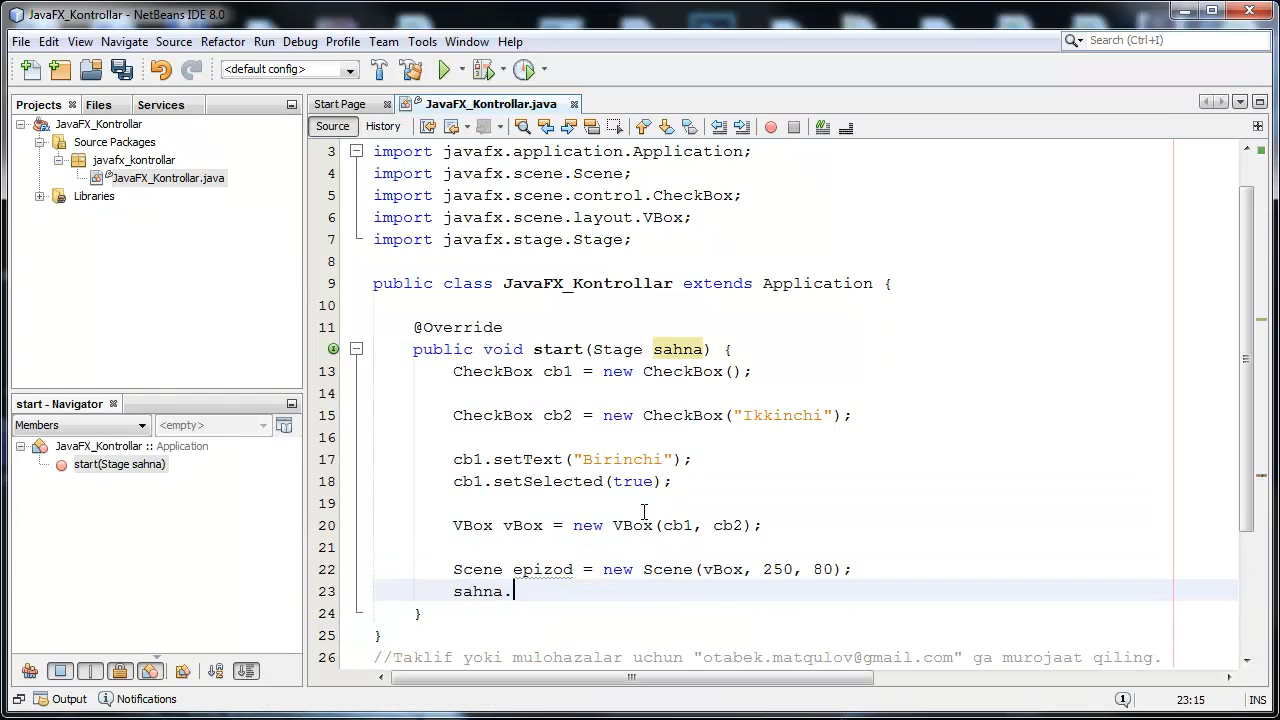 JavaFX_Kontrollar - NetBeans IDE 8.0
File Edit View Navigate Source Refactor Run Debug Profile Team Tools Window Help
Search (Ctrl+I)
<default config>
Projects Files Services
Start Page JavaFX_Kontrollar.java
JavaFX_Kontrollar
Source Packages
javafx_kontrollar
JavaFX_Kontrollar.java
Libraries
Source History
3 import javafx.application.Application;
4 import javafx.scene.Scene;
5 import javafx.scene.control.CheckBox;
6 import javafx.scene.layout.VBox;
7 import javafx.stage.Stage;
8
9 public class JavaFX_Kontrollar extends Application {
10
11 @Override
public void start(Stage sahna) {
13 CheckBox cb1 = new CheckBox();
14
15 CheckBox cb2 = new CheckBox("Ikkinchi");
16
17 cb1.setText("Birinchi");
18 cb1.setSelected(true);
19
20 VBox vBox = new VBox(cb1, cb2);
21
22 Scene epizod = new Scene(vBox, 250, 80);
23 sahna.
24 }
25 }
26 //Taklif yoki mulohazalar uchun "otabek.matqulov@gmail.com" ga murojaat qiling.
start - Navigator
Members <empty>
JavaFX_Kontrollar :: Application
start(Stage sahna)
Output Notifications
1
23:15 INS